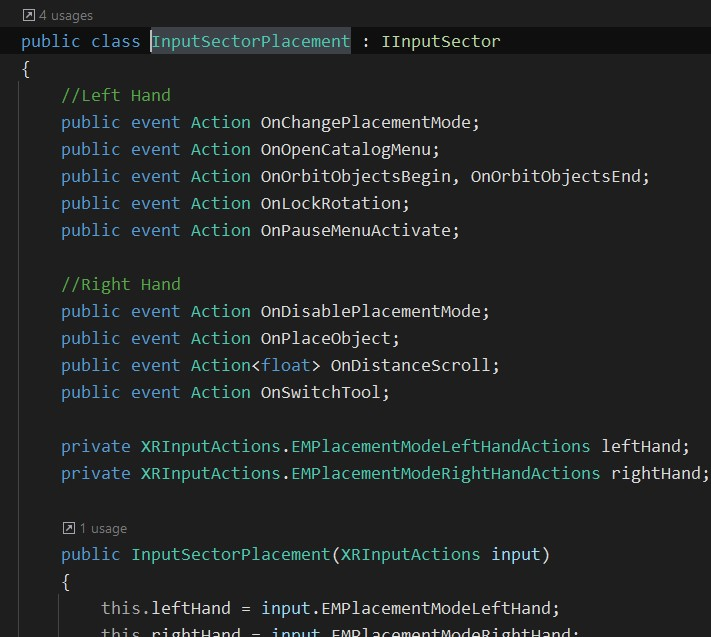 4 usages
public class InputSectorPlacement : IInputSector
{
//Left Hand
public event Action OnChangePlacementMode;
public event Action OnOpenCatalogMenu;
public event Action OnOrbitObjectsBegin, OnOrbitObjectsEnd;
public event Action OnLockRotation;
public event Action OnPauseMenuActivate;
//Right Hand
public event Action OnDisablePlacementMode;
public event Action OnPlaceObject;
public event Action<float> OnDistanceScroll;
public event Action OnSwitchTool;
private XRInputActions.EMPlacementModeLeftHandActions leftHand;
private XRInputActions.EMPlacementModeRightHandActions rightHand;
1 usage
public InputSectorPlacement(XRInputActions input)
{
this.leftHand = input.EMPlacementModeLeftHand;
this.rightHand = input.EMPlacementModeRightHand;